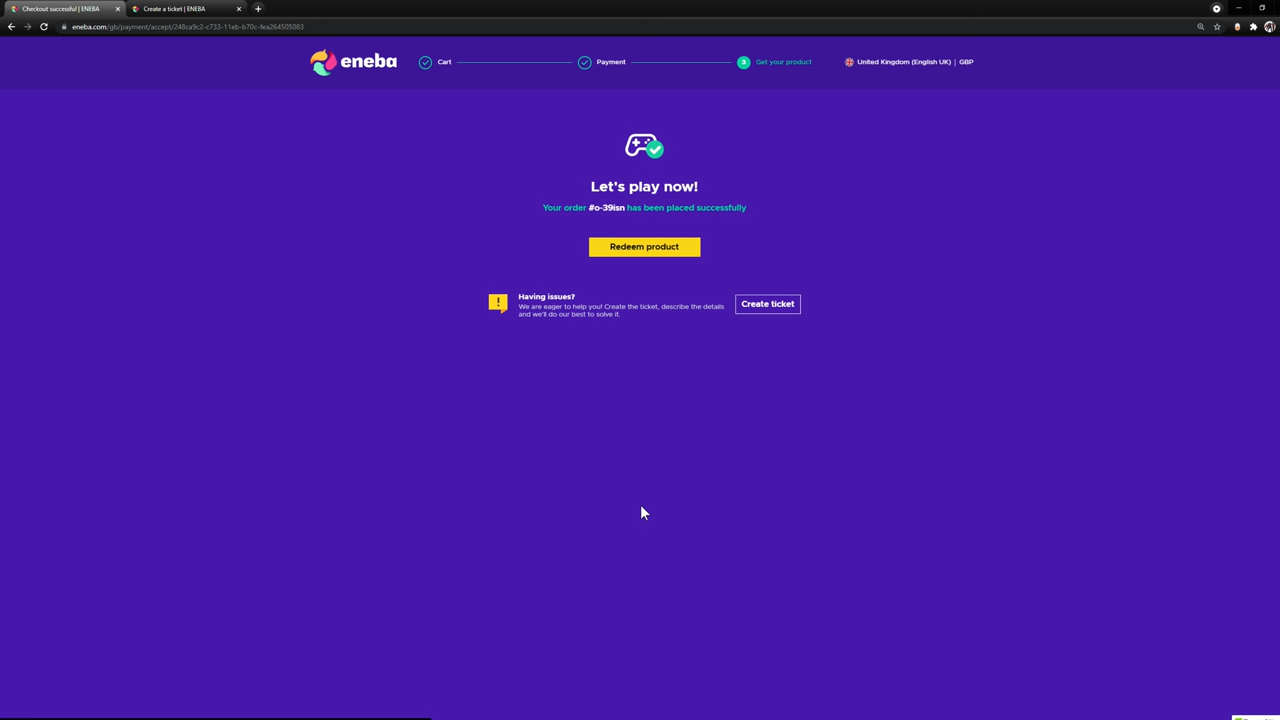 Checkout successful | ENEBA
Create a ticket | ENEBA
eneba.com/gb/payment/accept/248ca9c2-c733-11eb-b70c-fea264505083
eneba
Cart
Payment
3 Get your product
United Kingdom (English UK) | GBP
Let's play now!
Your order #o-39isn has been placed successfully
Redeem product
Having issues?
We are eager to help you! Create the ticket, describe the details
and we'll do our best to solve it.
Create ticket